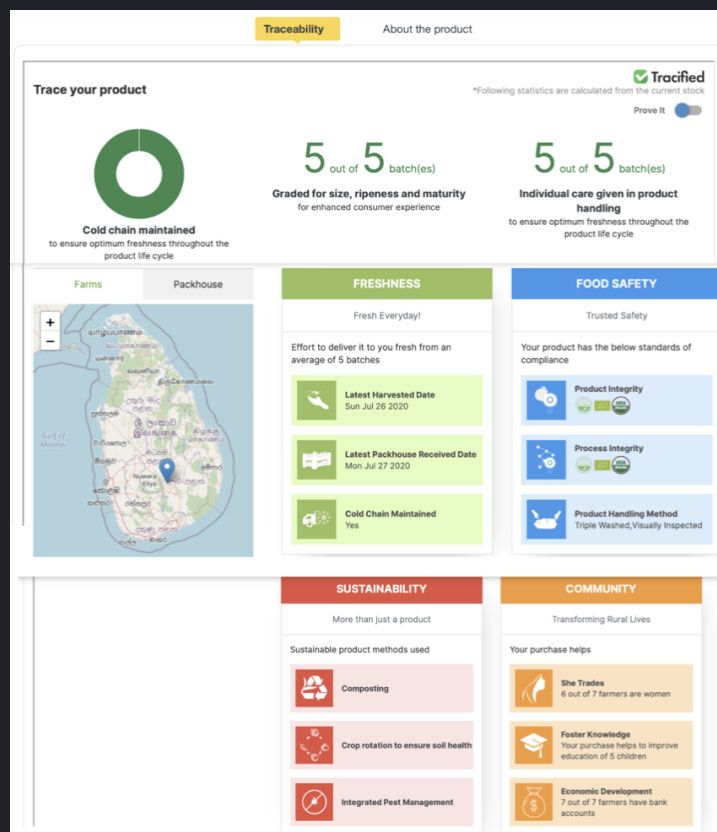 Traceability
About the product
Tracified
*Following statistics are calculated from the current stock
Trace your product
Prove It
5 out of 5 batch(es)
Graded for size, ripeness and maturity
for enhanced consumer experience
5 out of 5 batch(es)
Individual care given in product
handling
to ensure optimum freshness throughout the
product life cycle
Cold chain maintained
to ensure optimum freshness throughout the
product life cycle
Farms
Packhouse
+
−
Gulf of
Mannar
Nuwara
Eliya
FRESHNESS
Fresh Everyday!
Effort to deliver it to you fresh from an
average of 5 batches
Latest Harvested Date
Sun Jul 26 2020
Latest Packhouse Received Date
Mon Jul 27 2020
Cold Chain Maintained
Yes
FOOD SAFETY
Trusted Safety
Your product has the below standards of
compliance
Product Integrity
Process Integrity
Product Handling Method
Triple Washed,Visually Inspected
SUSTAINABILITY
More than just a product
Sustainable product methods used
Composting
Crop rotation to ensure soil health
Integrated Pest Management
COMMUNITY
Transforming Rural Lives
Your purchase helps
She Trades
6 out of 7 farmers are women
Foster Knowledge
Your purchase helps to improve
education of 5 children
Economic Development
7 out of 7 farmers have bank
accounts